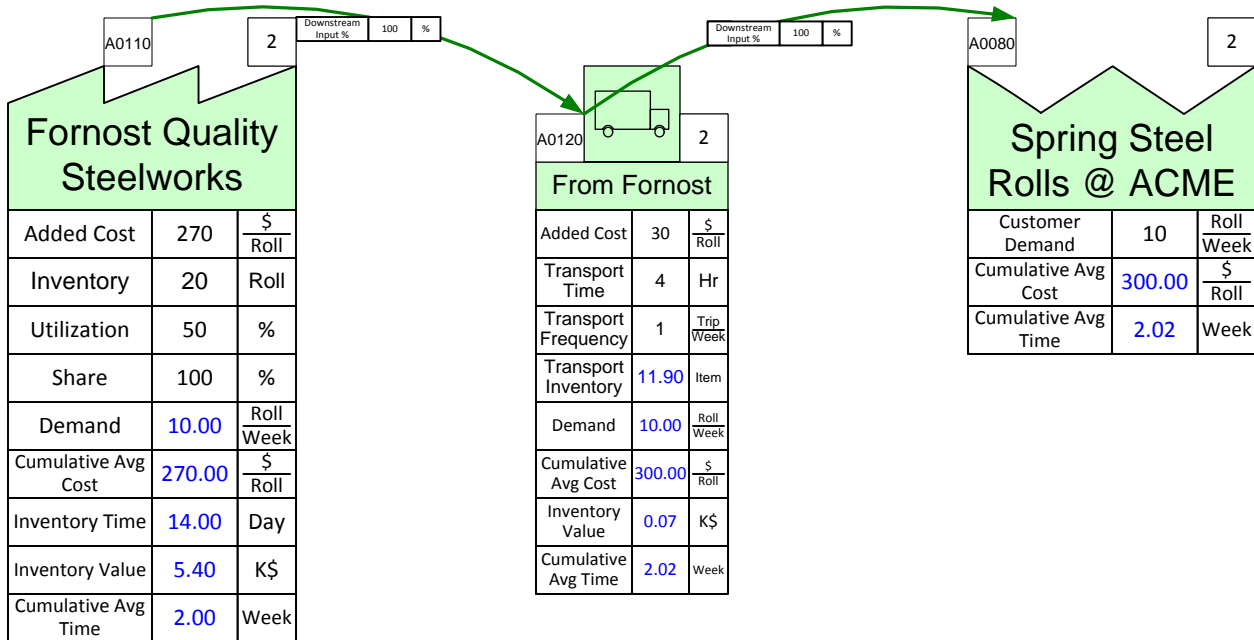 A0110
2
Downstream Input % 100 %
Downstream Input % 100 %
A0080
2
Fornost Quality
Steelworks
Added Cost 270 $/Roll
Inventory 20 Roll
Utilization 50 %
Share 100 %
Demand 10.00 Roll/Week
Cumulative Avg Cost 270.00 $/Roll
Inventory Time 14.00 Day
Inventory Value 5.40 K$
Cumulative Avg Time 2.00 Week
A0120
2
From Fornost
Added Cost 30 $/Roll
Transport Time 4 Hr
Transport Frequency 1 Trip/Week
Transport Inventory 11.90 Item
Demand 10.00 Roll/Week
Cumulative Avg Cost 300.00 $/Roll
Inventory Value 0.07 K$
Cumulative Avg Time 2.02 Week
Spring Steel
Rolls @ ACME
Customer Demand 10 Roll/Week
Cumulative Avg Cost 300.00 $/Roll
Cumulative Avg Time 2.02 Week